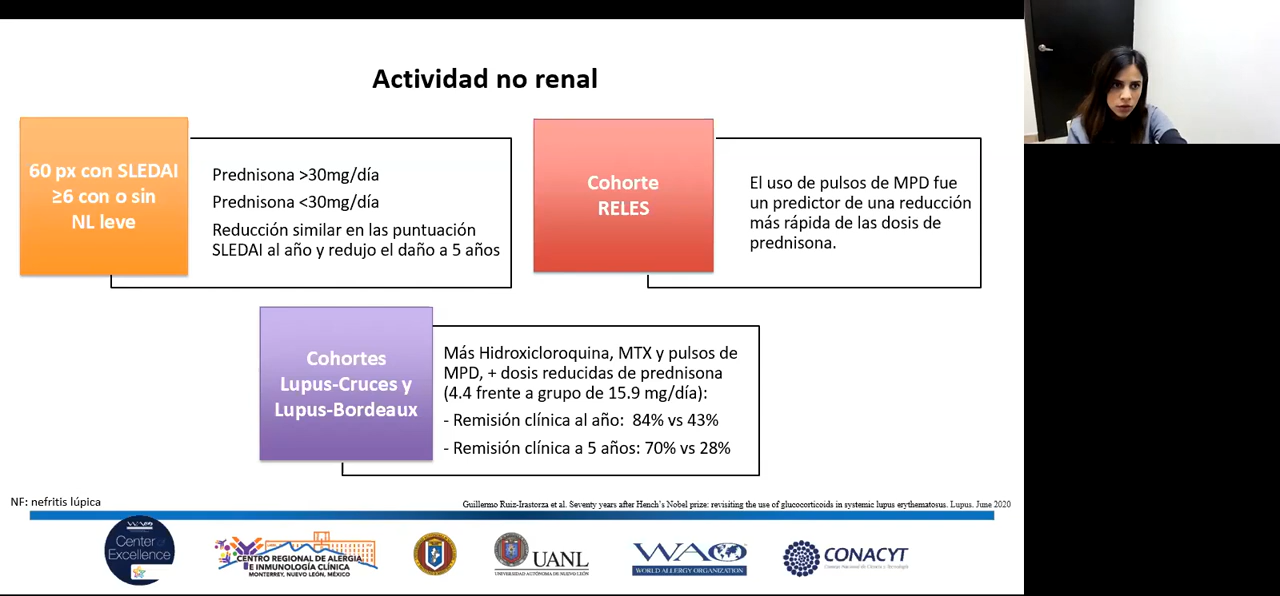 Actividad no renal
60 px con SLEDAI
≥6 con o sin
NL leve
Prednisona >30mg/día
Prednisona <30mg/día
Reducción similar en las puntuación
SLEDAI al año y redujo el daño a 5 años
Cohorte
RELES
El uso de pulsos de MPD fue
un predictor de una reducción
más rápida de las dosis de
prednisona.
Cohortes
Lupus-Cruces y
Lupus-Bordeaux
Más Hidroxicloroquina, MTX y pulsos de
MPD, + dosis reducidas de prednisona
(4.4 frente a grupo de 15.9 mg/día):
- Remisión clínica al año: 84% vs 43%
- Remisión clínica a 5 años: 70% vs 28%
NF: nefritis lúpica
Guillermo Ruiz-Irastorza et al. Seventy years after Hench's Nobel prize: revisiting the use of glucocorticoids in systemic lupus erythematosus. Lupus. June 2020
WAO
Center of
Excellence
CENTRO REGIONAL DE ALERGIA
E INMUNOLOGÍA CLÍNICA
MONTERREY, NUEVO LEÓN, MÉXICO
UANL
UNIVERSIDAD AUTÓNOMA DE NUEVO LEÓN
WAO
WORLD ALLERGY ORGANIZATION
CONACYT
Consejo Nacional de Ciencia y Tecnología